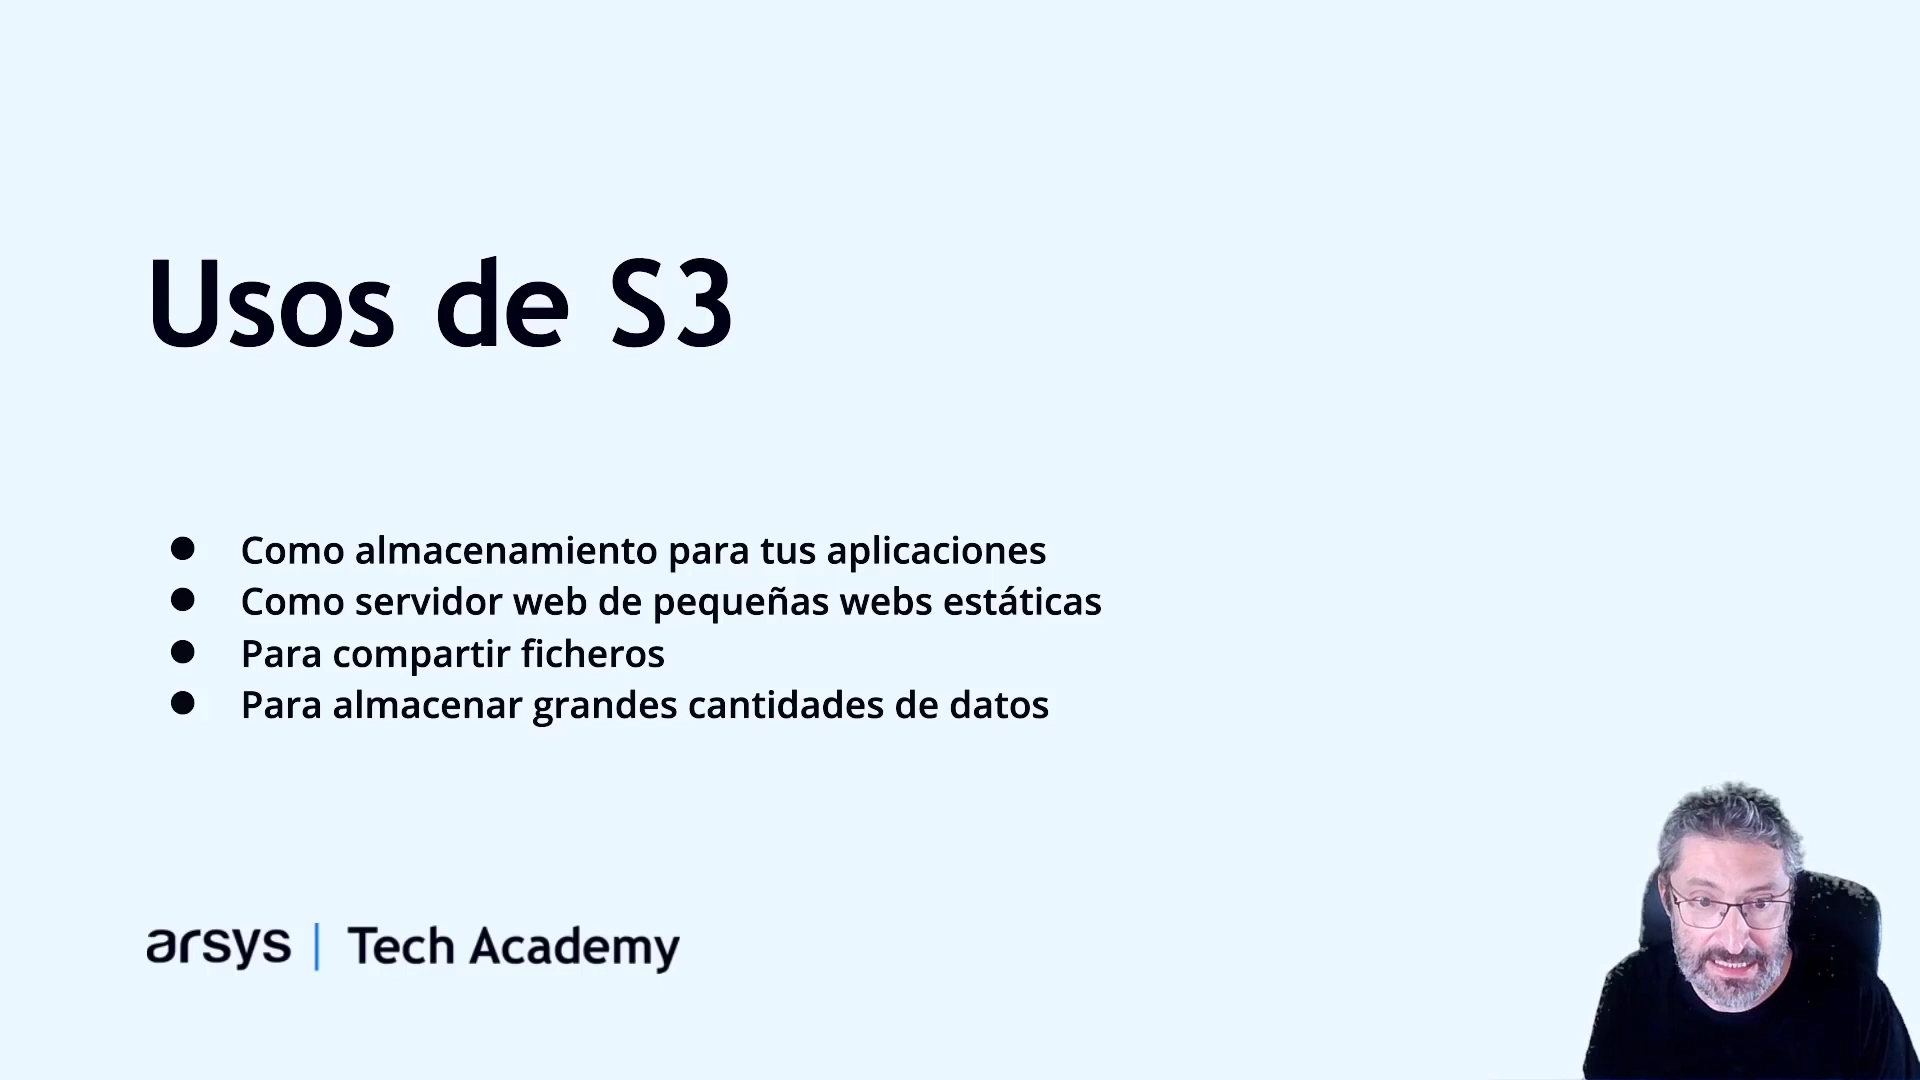 Usos de S3
● Como almacenamiento para tus aplicaciones
● Como servidor web de pequeñas webs estáticas
● Para compartir ficheros
● Para almacenar grandes cantidades de datos
arsys | Tech Academy